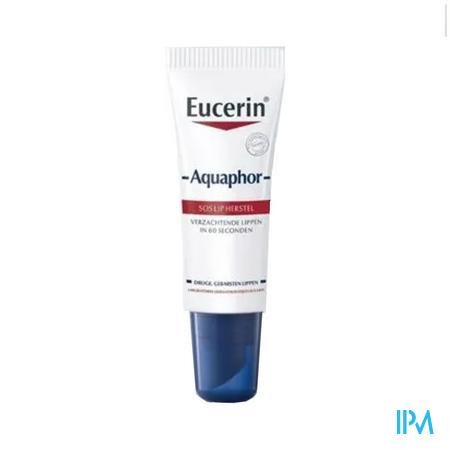 Eucerin®
Aquaphor
SOS LIP HERSTEL
VERZACHTENDE LIPPEN
IN 60 SECONDEN
DROGE, GEBARSTEN LIPPEN
IPM